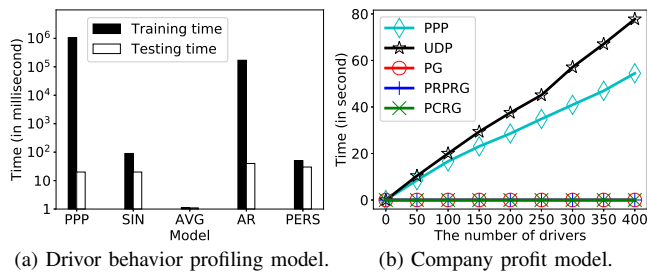 Time (in millisecond)
10^6
10^5
10^4
10^3
10^2
10^1
1
Training time
Testing time
PPP SIN AVG AR PERS
Model
(a) Drivor behavior profiling model.
Time (in second)
80
60
40
20
0
PPP
UDP
PG
PRPRG
PCRG
0 50 100 150 200 250 300 350 400
The number of drivers
(b) Company profit model.